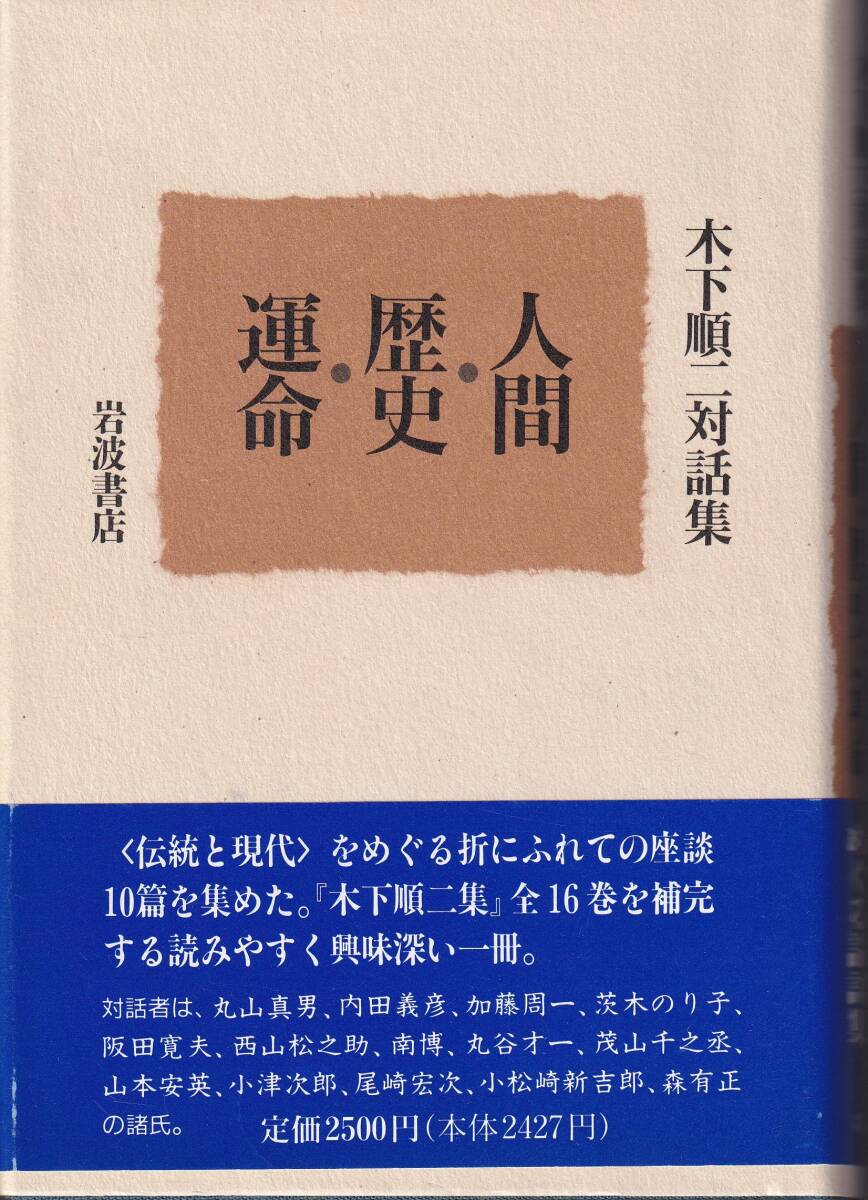 木下順二対話集
人間・歴史・運命
岩波書店
〈伝統と現代〉をめぐる折にふれての座談
10篇を集めた。『木下順二集』全16巻を補完
する読みやすく興味深い一冊。
対話者は、丸山真男、内田義彦、加藤周一、茨木のり子、
阪田寛夫、西山松之助、南博、丸谷才一、茂山千之丞、
山本安英、小津次郎、尾崎宏次、小松崎新吉郎、森有正
の諸氏。 定価2500円(本体2427円)